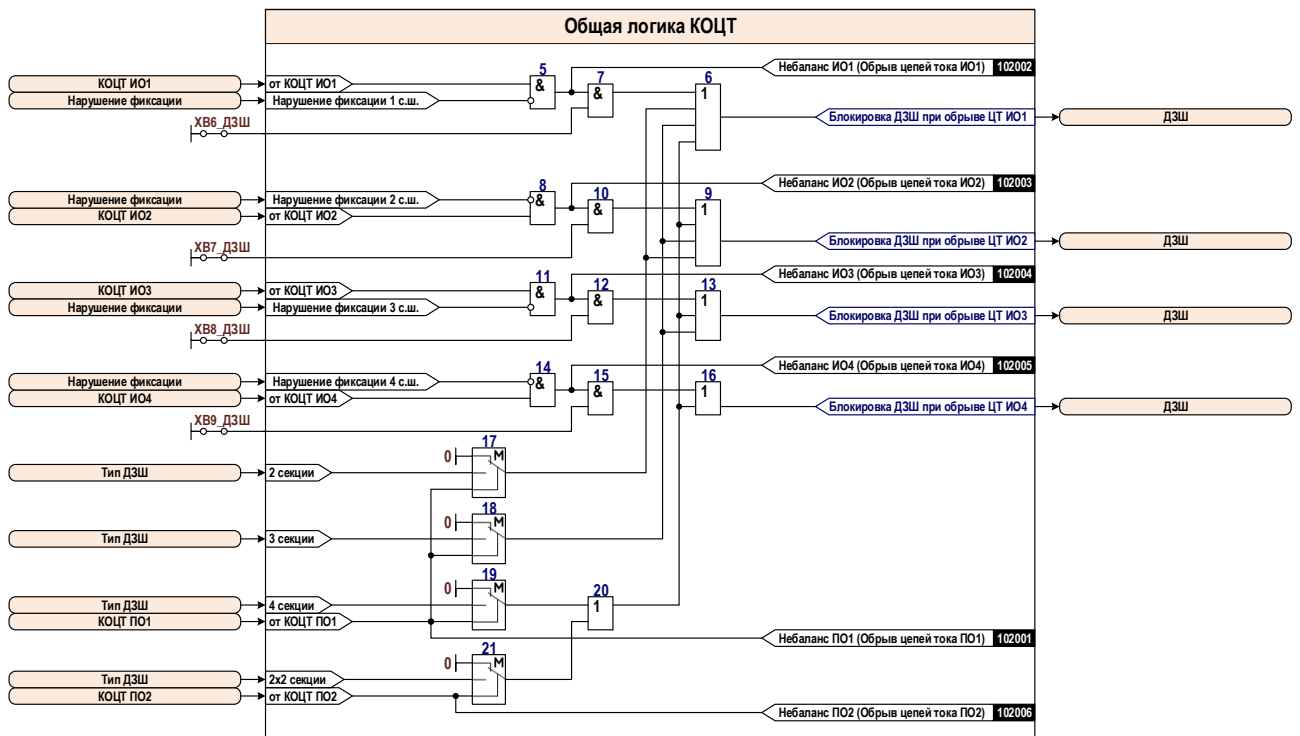 Общая логика КОЦТ
Небаланс ИО1 (Обрыв цепей тока ИО1) 102002
5
7
6
КОЦТ ИО1
от КОЦТ ИО1
&
&
1
Нарушение фиксации
Нарушение фиксации 1 с.ш.
Блокировка ДЗШ при обрыве ЦТ ИО1
ДЗШ
XB6_ДЗШ
Небаланс ИО2 (Обрыв цепей тока ИО2) 102003
8
10
9
Нарушение фиксации
Нарушение фиксации 2 с.ш.
&
&
1
КОЦТ ИО2
от КОЦТ ИО2
Блокировка ДЗШ при обрыве ЦТ ИО2
ДЗШ
XB7_ДЗШ
Небаланс ИО3 (Обрыв цепей тока ИО3) 102004
11
12
13
КОЦТ ИО3
от КОЦТ ИО3
&
&
1
Нарушение фиксации
Нарушение фиксации 3 с.ш.
Блокировка ДЗШ при обрыве ЦТ ИО3
ДЗШ
XB8_ДЗШ
Небаланс ИО4 (Обрыв цепей тока ИО4) 102005
14
15
16
Нарушение фиксации
Нарушение фиксации 4 с.ш.
&
&
1
КОЦТ ИО4
от КОЦТ ИО4
Блокировка ДЗШ при обрыве ЦТ ИО4
ДЗШ
XB9_ДЗШ
17
0
M
Тип ДЗШ
2 секции
18
0
M
Тип ДЗШ
3 секции
19
0
M
20
Тип ДЗШ
4 секции
1
КОЦТ ПО1
от КОЦТ ПО1
Небаланс ПО1 (Обрыв цепей тока ПО1) 102001
21
0
M
Тип ДЗШ
2х2 секции
КОЦТ ПО2
от КОЦТ ПО2
Небаланс ПО2 (Обрыв цепей тока ПО2) 102006